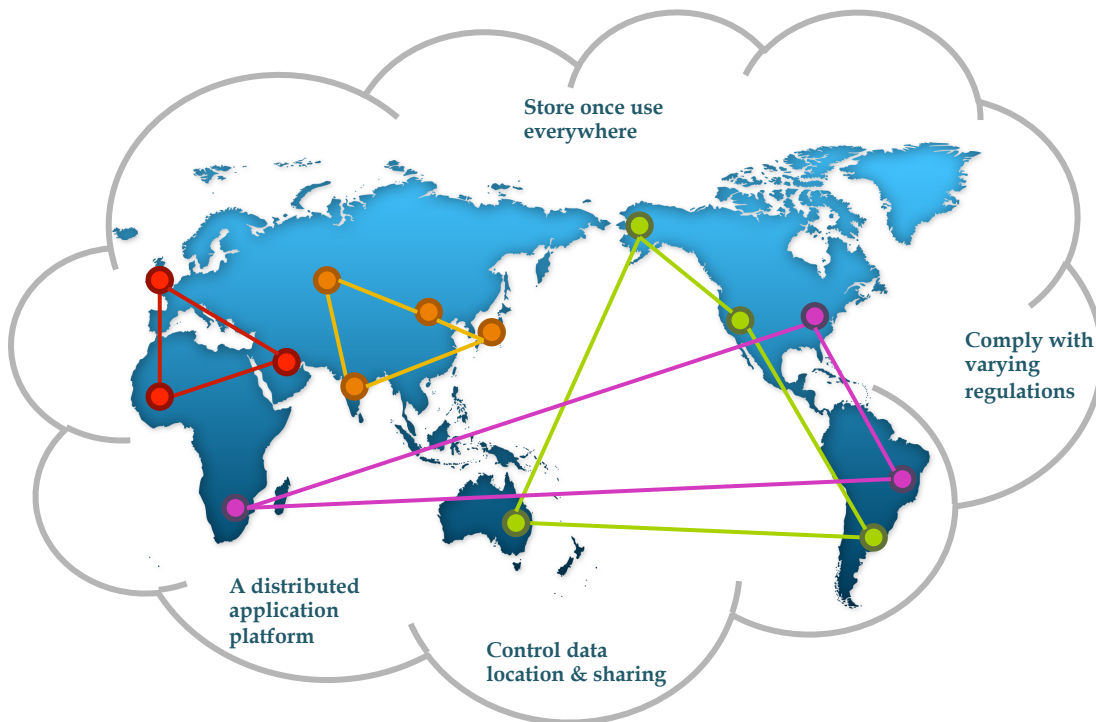 Store once use
everywhere
Comply with
varying
regulations
A distributed
application
platform
Control data
location & sharing